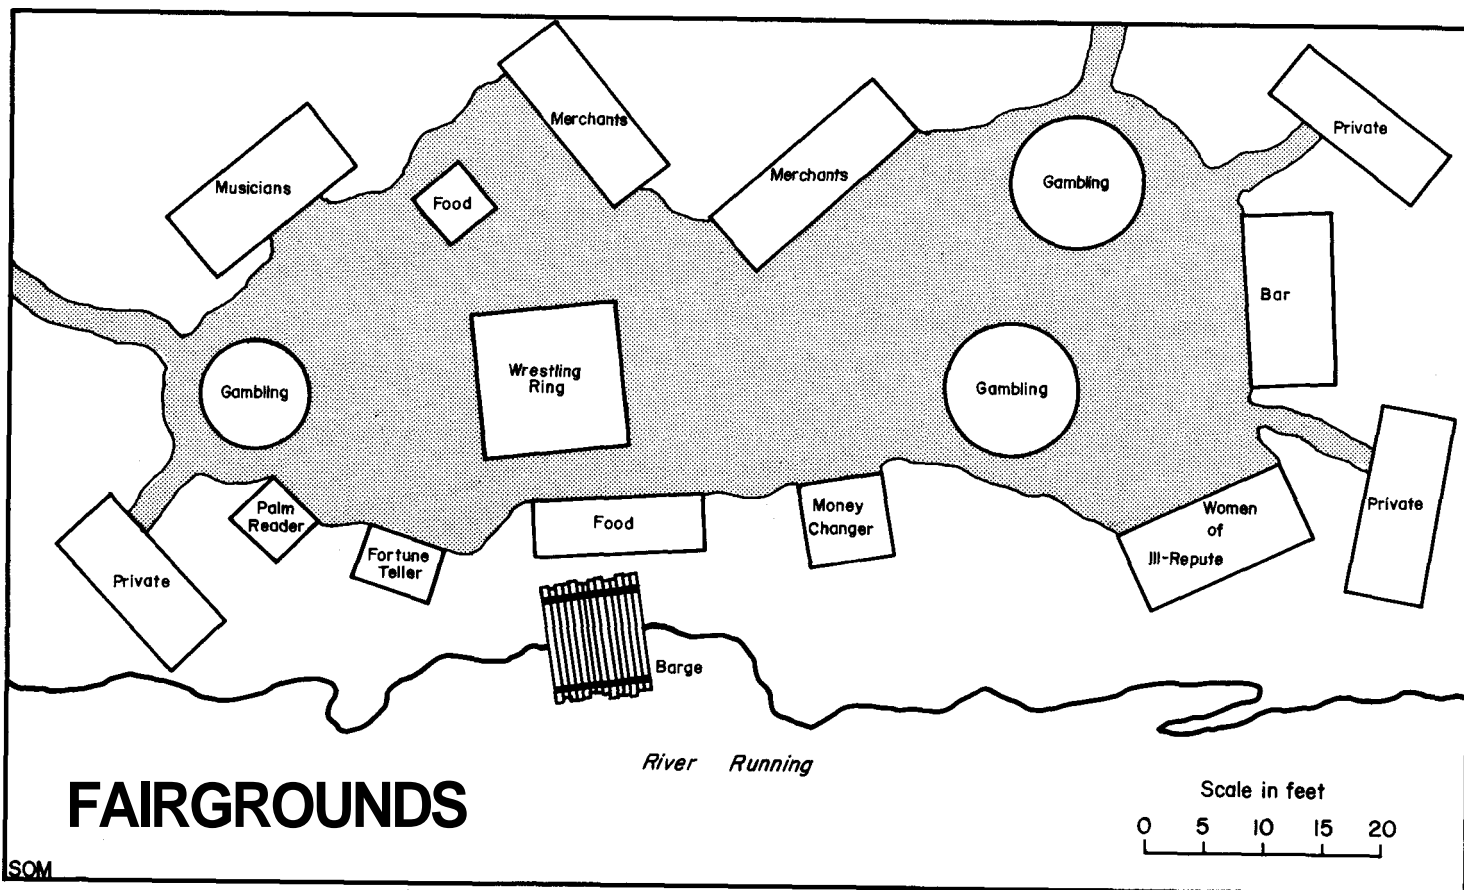 Merchants
Private
Musicians
Merchants
Gambling
Food
Bar
Wrestling
Ring
Gambling
Gambling
Palm
Reader
Food
Money
Changer
Women
of
Ill-Repute
Private
Fortune
Teller
Private
Barge
River Running
FAIRGROUNDS
Scale in feet
0 5 10 15 20
SOM